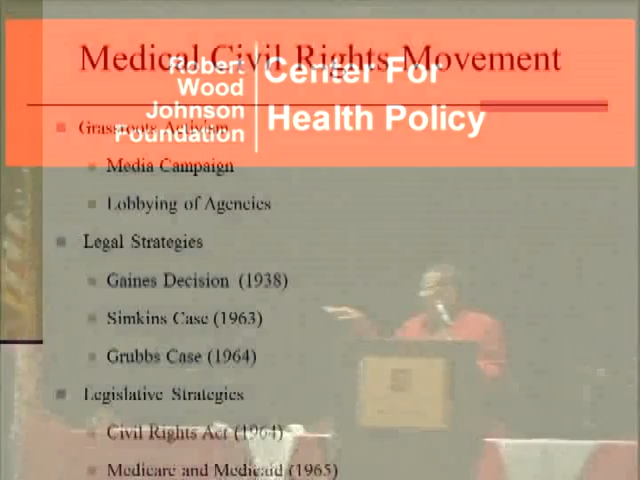 Medical Civil Rights Movement
Robert
Wood
Johnson
Foundation
Center For
Health Policy
Grassroots Activism
Media Campaign
Lobbying of Agencies
Legal Strategies
Gaines Decision (1938)
Simkins Case (1963)
Grubbs Case (1964)
Legislative Strategies
Civil Rights Act (1964)
Medicare and Medicaid (1965)